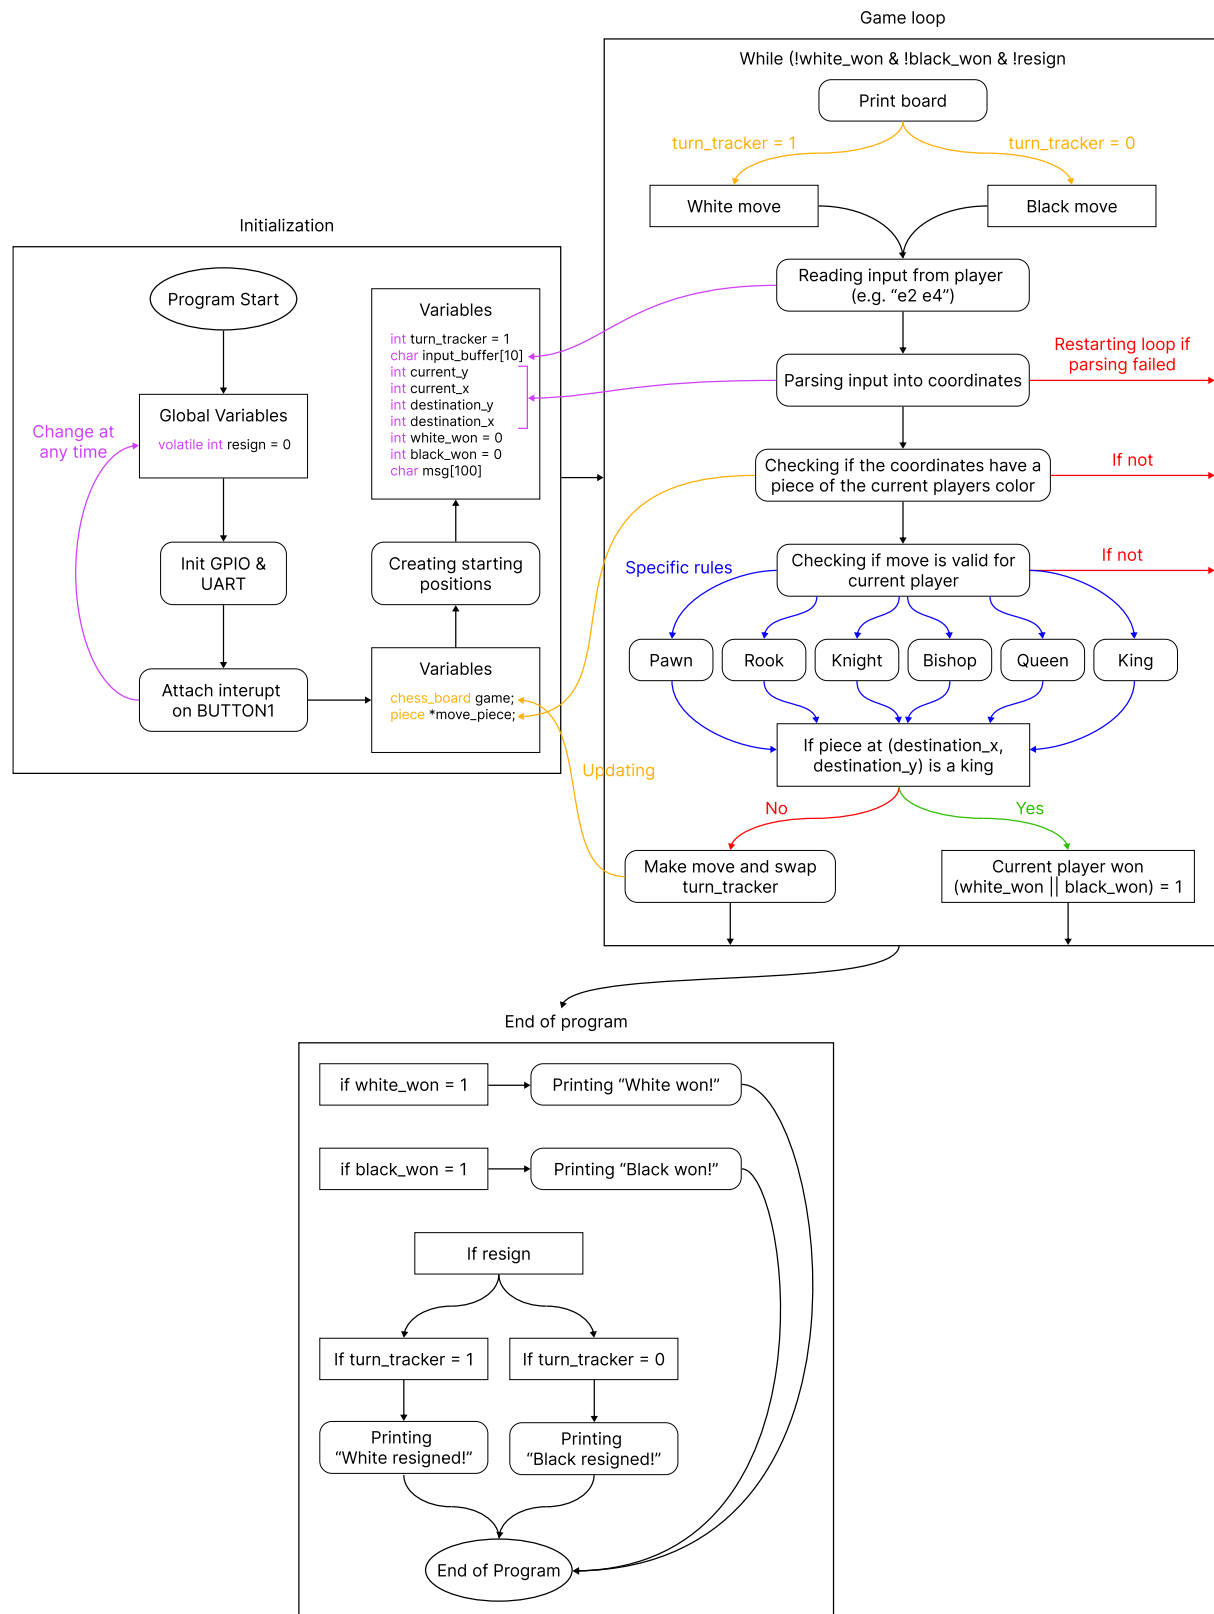 Game loop
While (!white_won & !black_won & !resign
Print board
turn_tracker = 1
turn_tracker = 0
White move
Black move
Reading input from player
(e.g. “e2 e4”)
Parsing input into coordinates
Restarting loop if
parsing failed
Checking if the coordinates have a
piece of the current players color
If not
Checking if move is valid for
current player
If not
Specific rules
Pawn
Rook
Knight
Bishop
Queen
King
If piece at (destination_x,
destination_y) is a king
No
Yes
Make move and swap
turn_tracker
Current player won
(white_won || black_won) = 1
Updating
Initialization
Program Start
Global Variables
volatile int resign = 0
Change at
any time
Init GPIO &
UART
Attach interupt
on BUTTON1
Variables
chess_board game;
piece *move_piece;
Creating starting
positions
Variables
int turn_tracker = 1
char input_buffer[10]
int current_y
int current_x
int destination_y
int destination_x
int white_won = 0
int black_won = 0
char msg[100]
End of program
if white_won = 1
Printing “White won!”
if black_won = 1
Printing “Black won!”
If resign
If turn_tracker = 1
If turn_tracker = 0
Printing
“White resigned!”
Printing
“Black resigned!”
End of Program